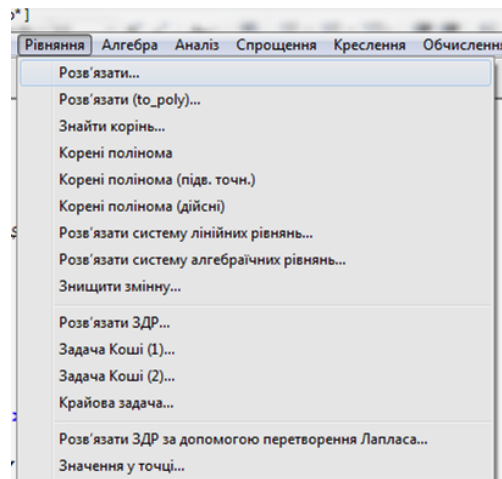 о* ]
Рівняння Алгебра Аналіз Спрощення Креслення Обчислення
Розв'язати...
Розв'язати (to_poly)...
Знайти корінь...
Корені полінома
Корені полінома (підв. точн.)
Корені полінома (дійсні)
Розв'язати систему лінійних рівнянь...
Розв'язати систему алгебраїчних рівнянь...
Знищити змінну...
Розв'язати ЗДР...
Задача Коші (1)...
Задача Коші (2)...
Крайова задача...
Розв'язати ЗДР за допомогою перетворення Лапласа...
Значення у точці...